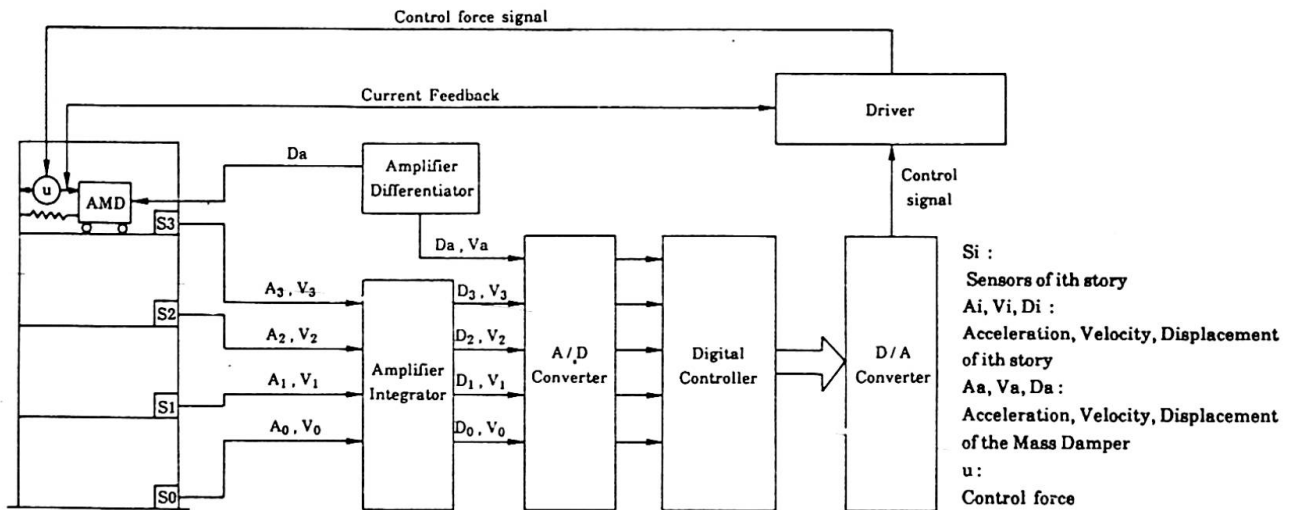 Control force signal
Current Feedback
Driver
Da
Amplifier
Differentiator
u
AMD
S3
Control
signal
Da , Va
A3 , V3
D3 , V3
S2
A2 , V2
D2 , V2
A/D
Converter
Digital
Controller
D/A
Converter
Amplifier
Integrator
A1 , V1
D1 , V1
S1
A0 , V0
D0 , V0
S0
Si :
Sensors of ith story
Ai, Vi, Di :
Acceleration, Velocity, Displacement
of ith story
Aa, Va, Da :
Acceleration, Velocity, Displacement
of the Mass Damper
u :
Control force